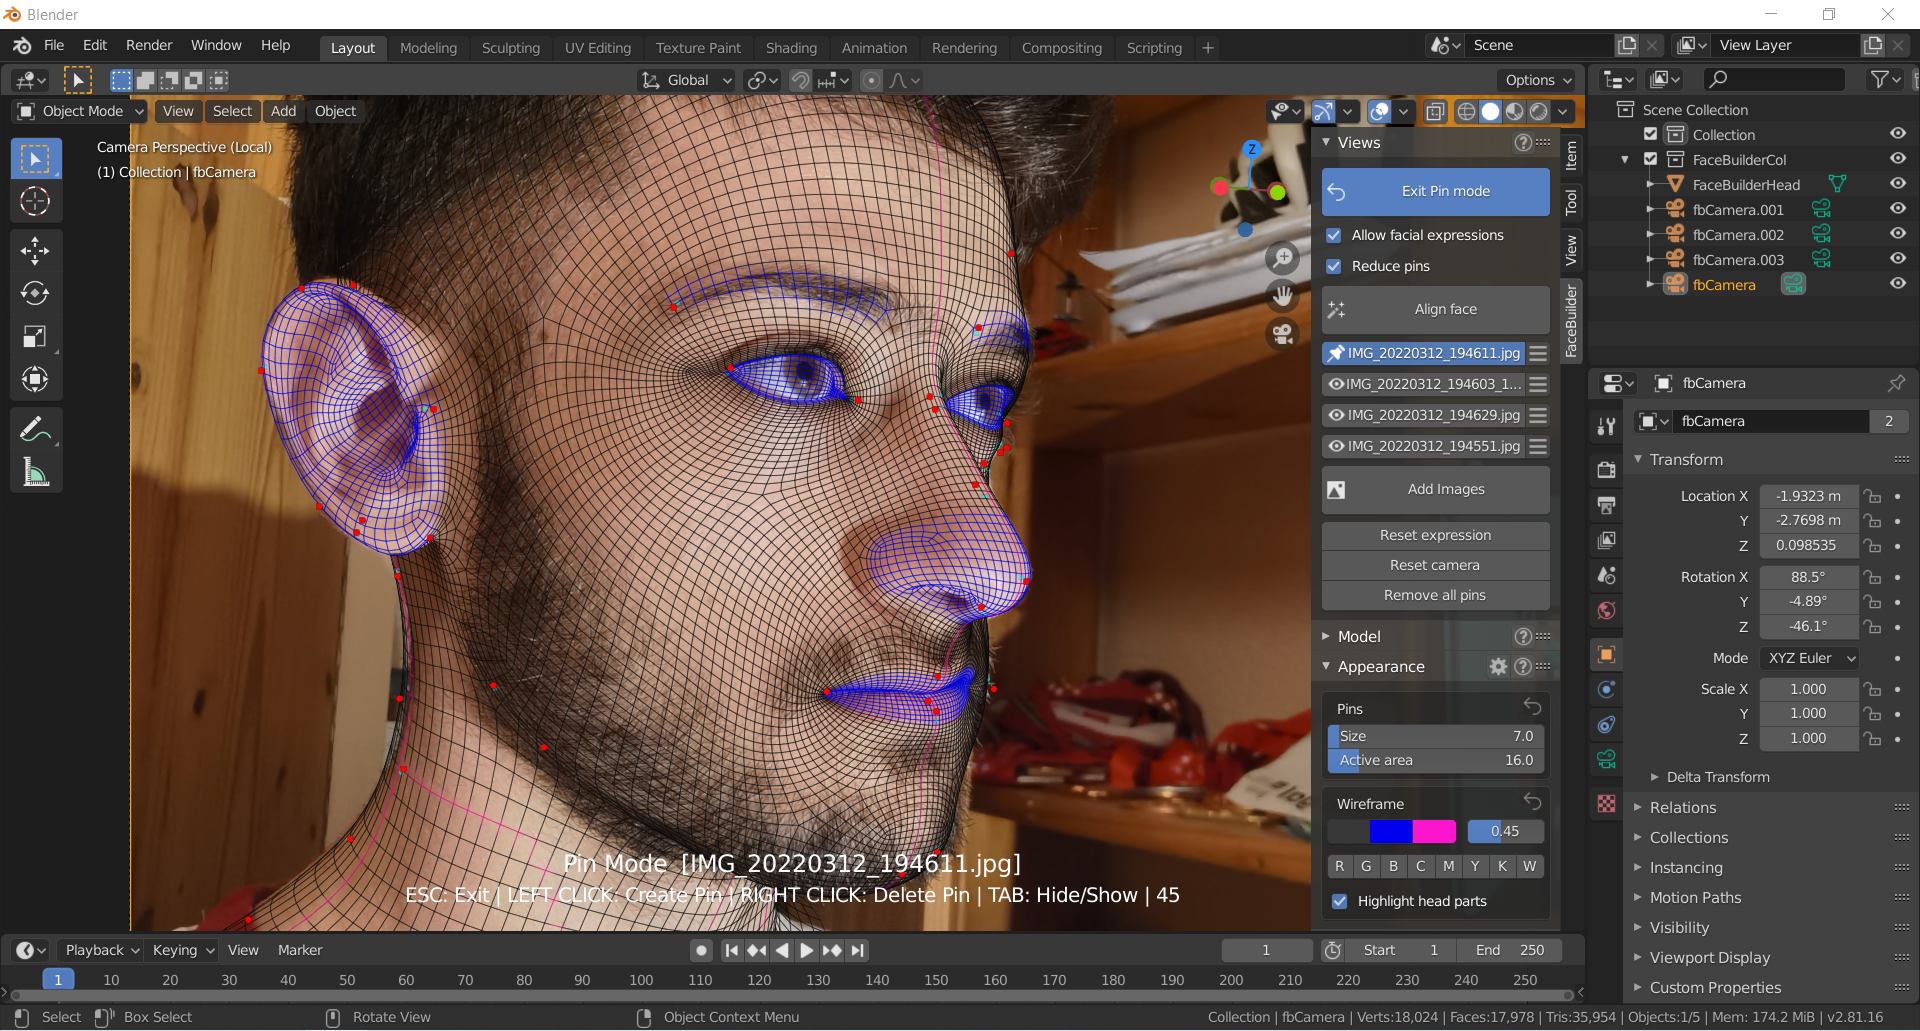 Blender
File Edit Render Window Help Layout Modeling Sculpting UV Editing Texture Paint Shading Animation Rendering Compositing Scripting + Scene View Layer
Global Options
Object Mode View Select Add Object
Camera Perspective (Local)
(1) Collection | fbCamera
Z
Views
Exit Pin mode
Allow facial expressions
Reduce pins
Align face
IMG_20220312_194611.jpg
IMG_20220312_194603_1...
IMG_20220312_194629.jpg
IMG_20220312_194551.jpg
Add Images
Reset expression
Reset camera
Remove all pins
Model
Appearance
Pins
Size 7.0
Active area 16.0
Wireframe
0.45
R G B C M Y K W
Highlight head parts
Item
Tool
View
FaceBuilder
Pin Mode [IMG_20220312_194611.jpg]
ESC: Exit | LEFT CLICK: Create Pin | RIGHT CLICK: Delete Pin | TAB: Hide/Show | 45
Scene Collection
Collection
FaceBuilderCol
FaceBuilderHead
fbCamera.001
fbCamera.002
fbCamera.003
fbCamera
fbCamera
fbCamera 2
Transform
Location X -1.9323 m
Y -2.7698 m
Z 0.098535
Rotation X 88.5°
Y -4.89°
Z -46.1°
Mode XYZ Euler
Scale X 1.000
Y 1.000
Z 1.000
Delta Transform
Relations
Collections
Instancing
Motion Paths
Visibility
Viewport Display
Custom Properties
Playback Keying View Marker 1 Start 1 End 250
1 10 20 30 40 50 60 70 80 90 100 110 120 130 140 150 160 170 180 190 200 210 220 230 240 250
Select Box Select Rotate View Object Context Menu Collection | fbCamera | Verts:18,024 | Faces:17,978 | Tris:35,954 | Objects:1/5 | Mem: 174.2 MiB | v2.81.16